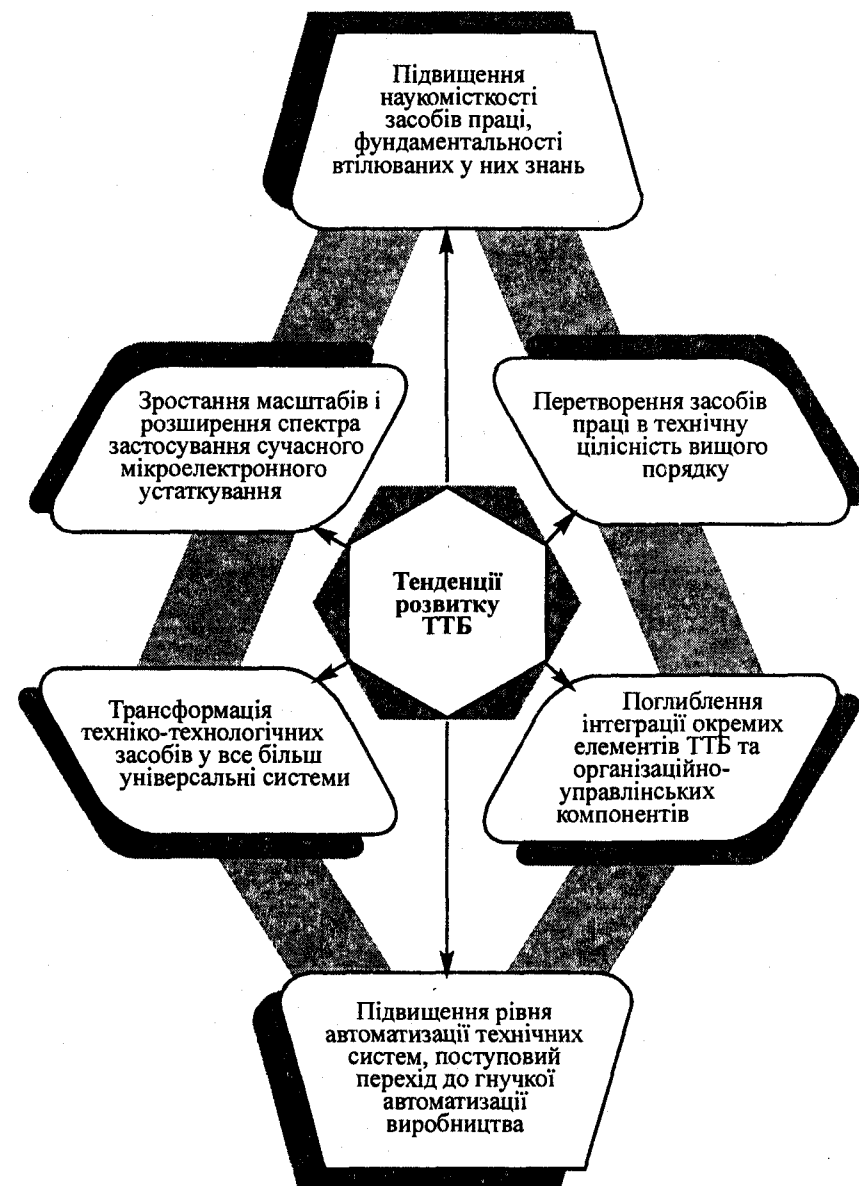 Підвищення
наукомісткості
засобів праці,
фундаментальності
втілюваних у них знань
Зростання масштабів і
розширення спектра
застосування сучасного
мікроелектронного
устаткування
Перетворення засобів
праці в технічну
цілісність вищого
порядку
Тенденції
розвитку
ТТБ
Трансформація
техніко-технологічних
засобів у все більш
універсальні системи
Поглиблення
інтеграції окремих
елементів ТТБ та
організаційно-
управлінських
компонентів
Підвищення рівня
автоматизації технічних
систем, поступовий
перехід до гнучкої
автоматизації
виробництва